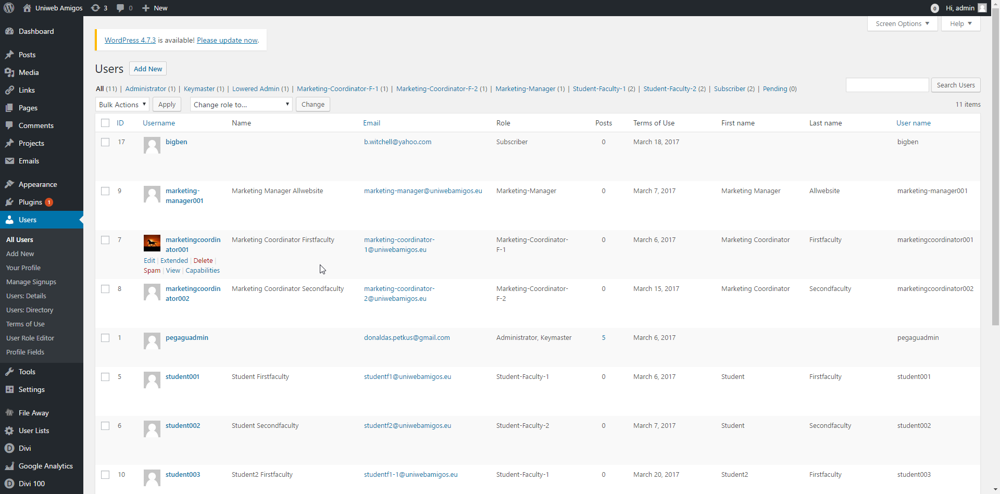 Uniweb Amigos 3 0 New 0 Hi, admin
Screen Options Help
WordPress 4.7.3 is available! Please update now.
Users Add New
All (11) | Administrator (1) | Keymaster (1) | Lowered Admin (1) | Marketing-Coordinator-F-1 (1) | Marketing-Coordinator-F-2 (1) | Marketing-Manager (1) | Student-Faculty-1 (2) | Student-Faculty-2 (2) | Subscriber (2) | Pending (0)
Search Users
Bulk Actions Apply Change role to... Change 11 items
ID Username Name Email Role Posts Terms of Use First name Last name User name
17 bigben b.witchell@yahoo.com Subscriber 0 March 18, 2017 bigben
9 marketing- Marketing Manager Allwebsite marketing-manager@uniwebamigos.eu Marketing-Manager 0 March 7, 2017 Marketing Manager Allwebsite marketing-manager001
manager001
7 marketingcoordin Marketing Coordinator Firstfaculty marketing-coordinator- Marketing-Coordinator- 0 March 6, 2017 Marketing Coordinator Firstfaculty marketingcoordinator001
ator001 1@uniwebamigos.eu F-1
Edit | Extended | Delete |
Spam | View | Capabilities
8 marketingcoordin Marketing Coordinator Secondfaculty marketing-coordinator- Marketing-Coordinator- 0 March 15, 2017 Marketing Coordinator Secondfaculty marketingcoordinator002
ator002 2@uniwebamigos.eu F-2
1 pegaguadmin donaldas.petkus@gmail.com Administrator, Keymaster 5 March 6, 2017 pegaguadmin
5 student001 Student Firstfaculty studentf1@uniwebamigos.eu Student-Faculty-1 0 March 6, 2017 Student Firstfaculty student001
6 student002 Student Secondfaculty studentf2@uniwebamigos.eu Student-Faculty-2 0 March 7, 2017 Student Secondfaculty student002
10 student003 Student2 Firstfaculty studentf1-1@uniwebamigos.eu Student-Faculty-1 0 March 20, 2017 Student2 Firstfaculty student003
Dashboard
Posts
Media
Links
Pages
Comments
Projects
Emails
Appearance
Plugins 1
Users
All Users
Add New
Your Profile
Manage Signups
Users: Details
Users: Directory
Terms of Use
User Role Editor
Profile Fields
Tools
Settings
FA File Away
User Lists
D Divi
Google Analytics
D Divi 100